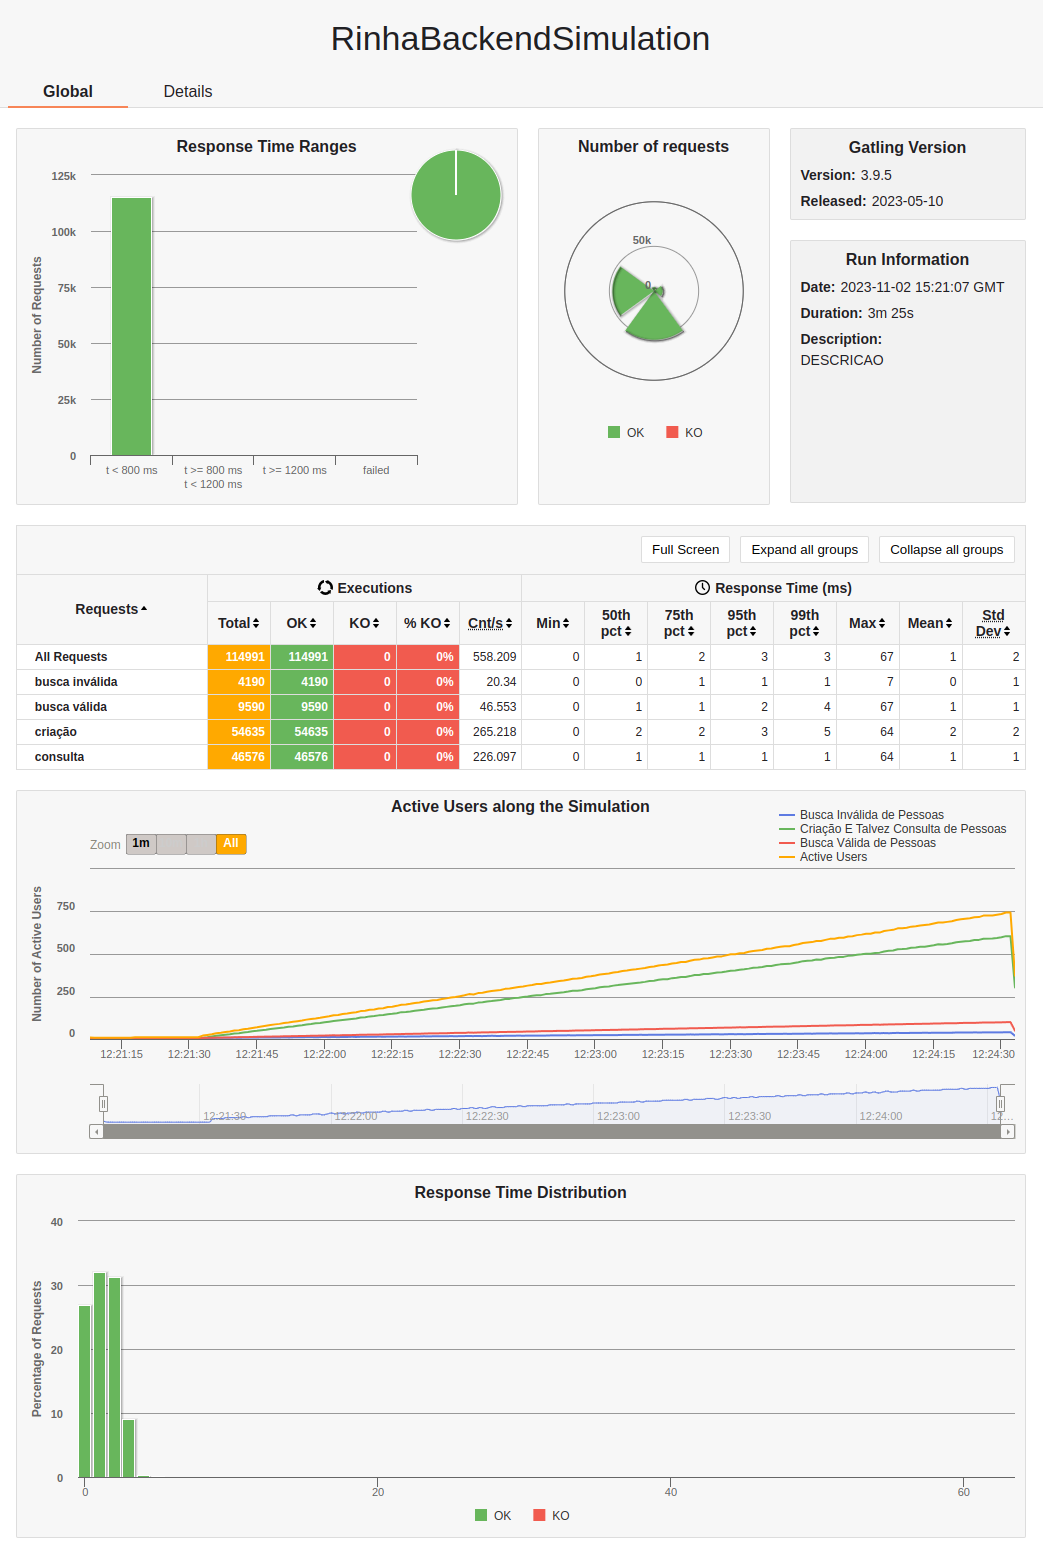 RinhaBackendSimulation
Global Details
Response Time Ranges
125k
100k
75k
50k
25k
0
Number of Requests
t < 800 ms
t >= 800 ms
t < 1200 ms
t >= 1200 ms
failed
Number of requests
50k
0
OK KO
Gatling Version
Version: 3.9.5
Released: 2023-05-10
Run Information
Date: 2023-11-02 15:21:07 GMT
Duration: 3m 25s
Description:
DESCRICAO
Full Screen Expand all groups Collapse all groups
Requests Executions Response Time (ms)
Total OK KO % KO Cnt/s Min 50th pct 75th pct 95th pct 99th pct Max Mean Std Dev
All Requests 114991 114991 0 0% 558.209 0 1 2 3 3 67 1 2
busca inválida 4190 4190 0 0% 20.34 0 0 1 1 1 7 0 1
busca válida 9590 9590 0 0% 46.553 0 1 1 2 4 67 1 1
criação 54635 54635 0 0% 265.218 0 2 2 3 5 64 2 2
consulta 46576 46576 0 0% 226.097 0 1 1 1 1 64 1 1
Active Users along the Simulation
Zoom 1m All
Busca Inválida de Pessoas
Criação E Talvez Consulta de Pessoas
Busca Válida de Pessoas
Active Users
Number of Active Users
750
500
250
0
12:21:15 12:21:30 12:21:45 12:22:00 12:22:15 12:22:30 12:22:45 12:23:00 12:23:15 12:23:30 12:23:45 12:24:00 12:24:15 12:24:30
12:21:30 12:22:00 12:22:30 12:23:00 12:23:30 12:24:00 12…
Response Time Distribution
Percentage of Requests
40
30
20
10
0
0 20 40 60
OK KO